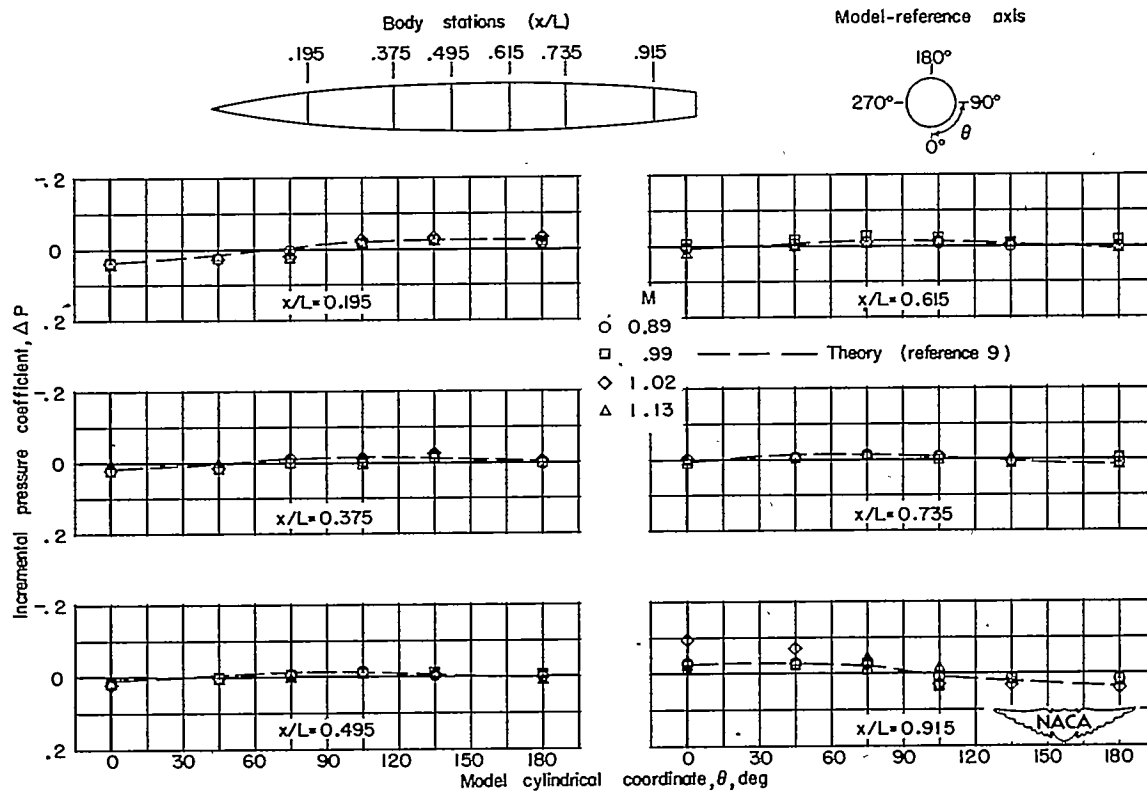 Body stations (x/L)
.195 .375 .495 .615 .735 .915
Model-reference axis
180°
270° 90°
θ
0°
-.2
0
.2
x/L=0.195
M
x/L=0.615
0.89
.99 Theory (reference 9)
1.02
1.13
-.2
0
.2
x/L=0.375
x/L=0.735
-.2
0
.2
x/L=0.495
x/L=0.915
NACA
Incremental pressure coefficient, ΔP
0 30 60 90 120 150 180
0 30 60 90 120 150 180
Model cylindrical coordinate, θ, deg